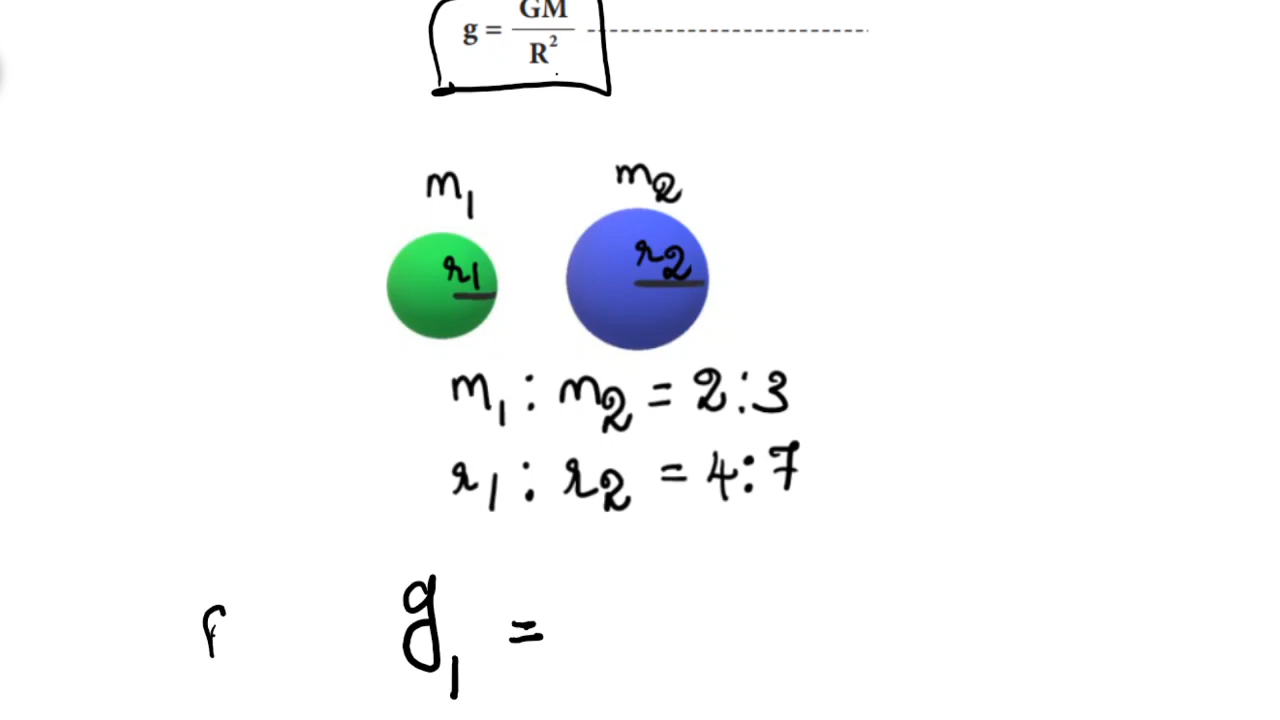 g = GM / R²
m₁ m₂
r₁ r₂
m₁ : m₂ = 2:3
r₁ : r₂ = 4:7
g₁ =